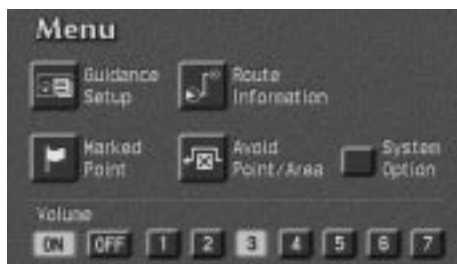 Menu
Guidance Setup
Route Information
Marked Point
Avoid Point/Area
System Option
Volume
ON OFF 1 2 3 4 5 6 7